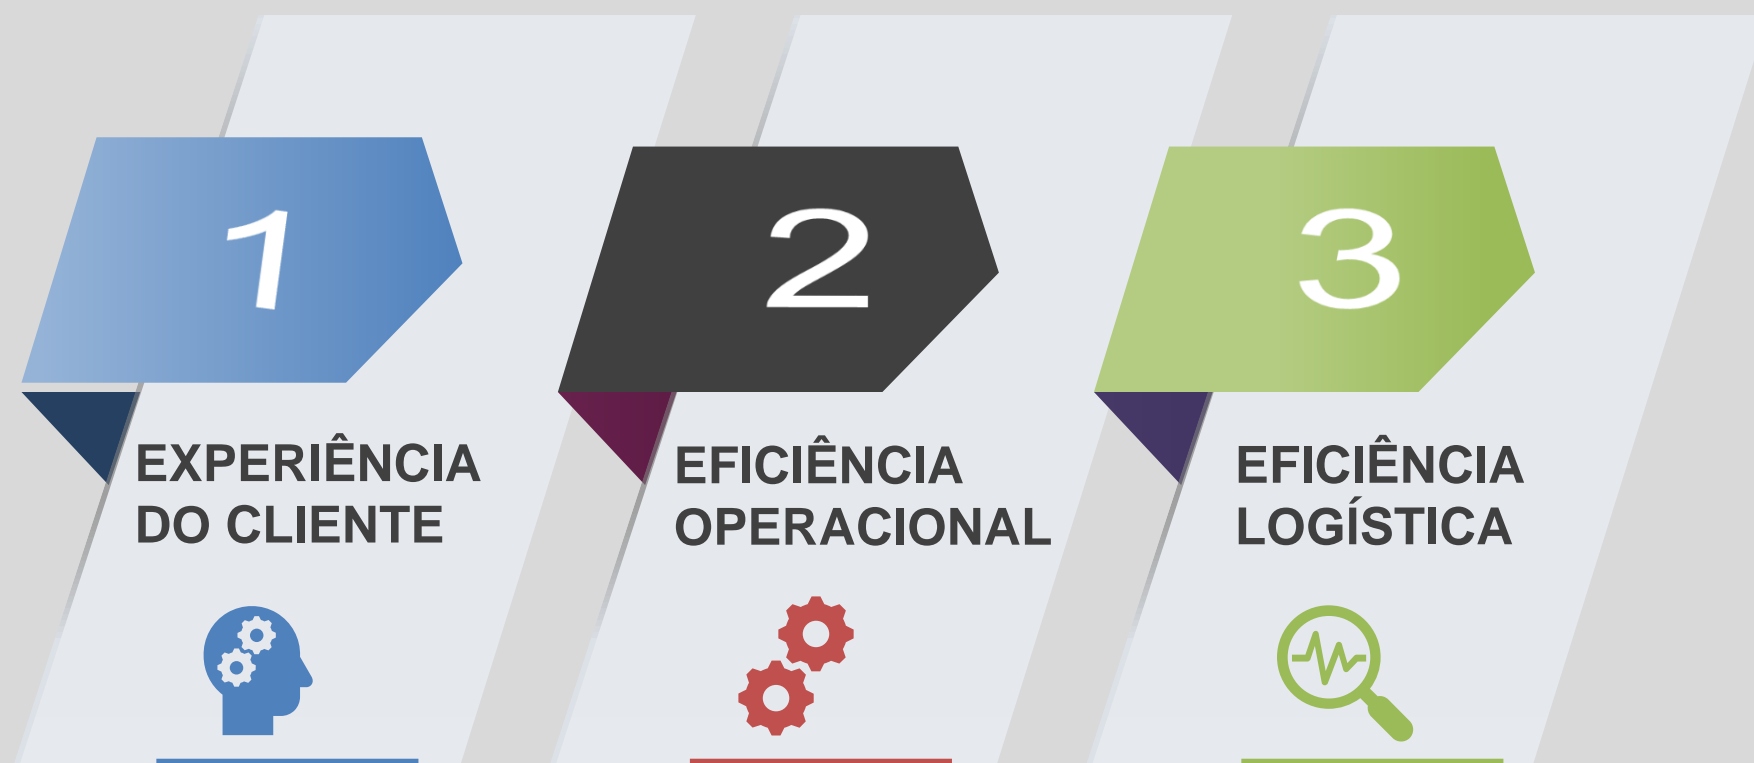 1
EXPERIÊNCIA
DO CLIENTE
2
EFICIÊNCIA
OPERACIONAL
3
EFICIÊNCIA
LOGÍSTICA